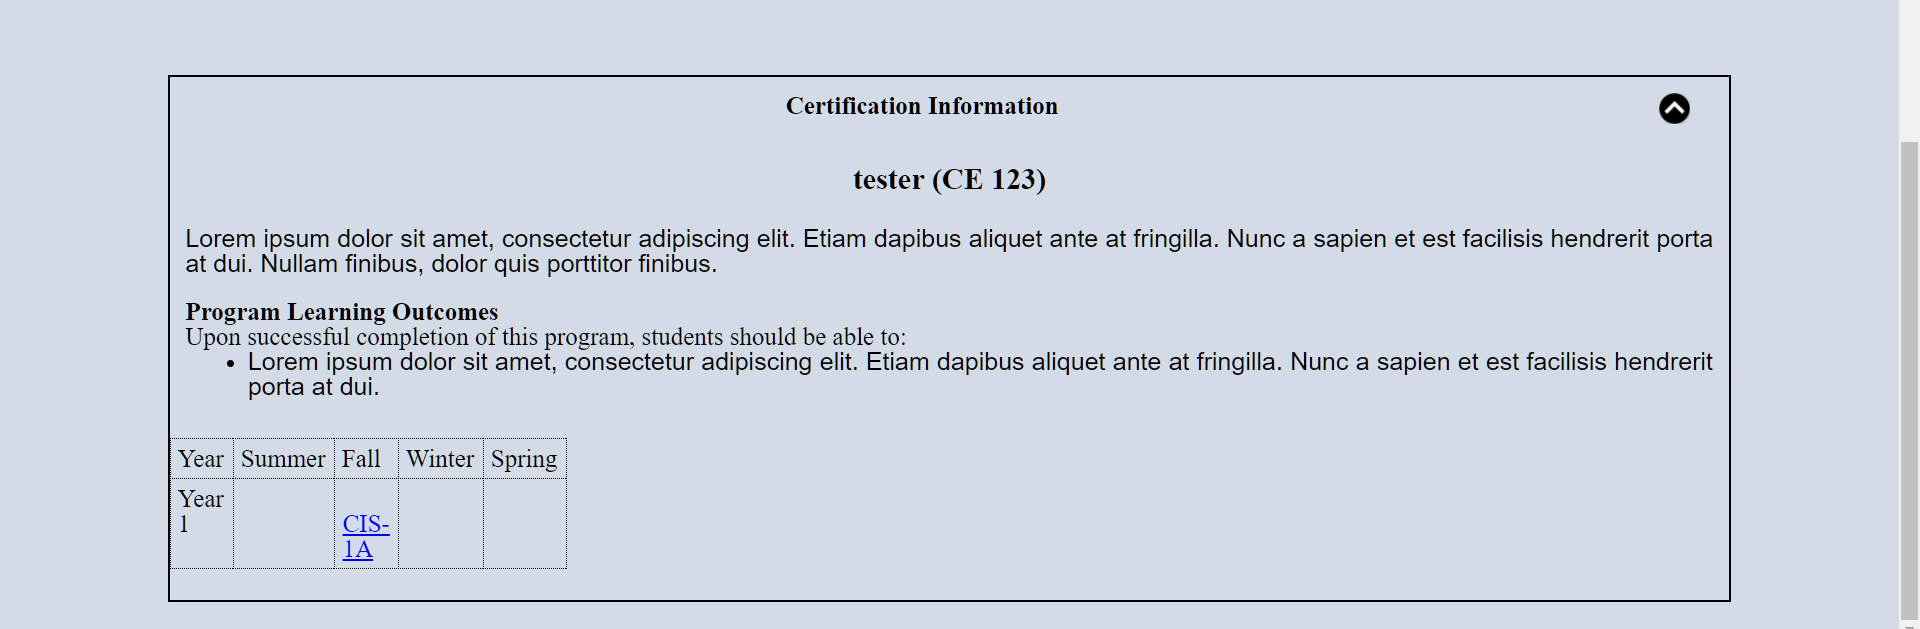 Certification Information
tester (CE 123)
Lorem ipsum dolor sit amet, consectetur adipiscing elit. Etiam dapibus aliquet ante at fringilla. Nunc a sapien et est facilisis hendrerit porta
at dui. Nullam finibus, dolor quis porttitor finibus.
Program Learning Outcomes
Upon successful completion of this program, students should be able to:
• Lorem ipsum dolor sit amet, consectetur adipiscing elit. Etiam dapibus aliquet ante at fringilla. Nunc a sapien et est facilisis hendrerit
porta at dui.
Year Summer Fall Winter Spring
Year
1
CIS-
1A